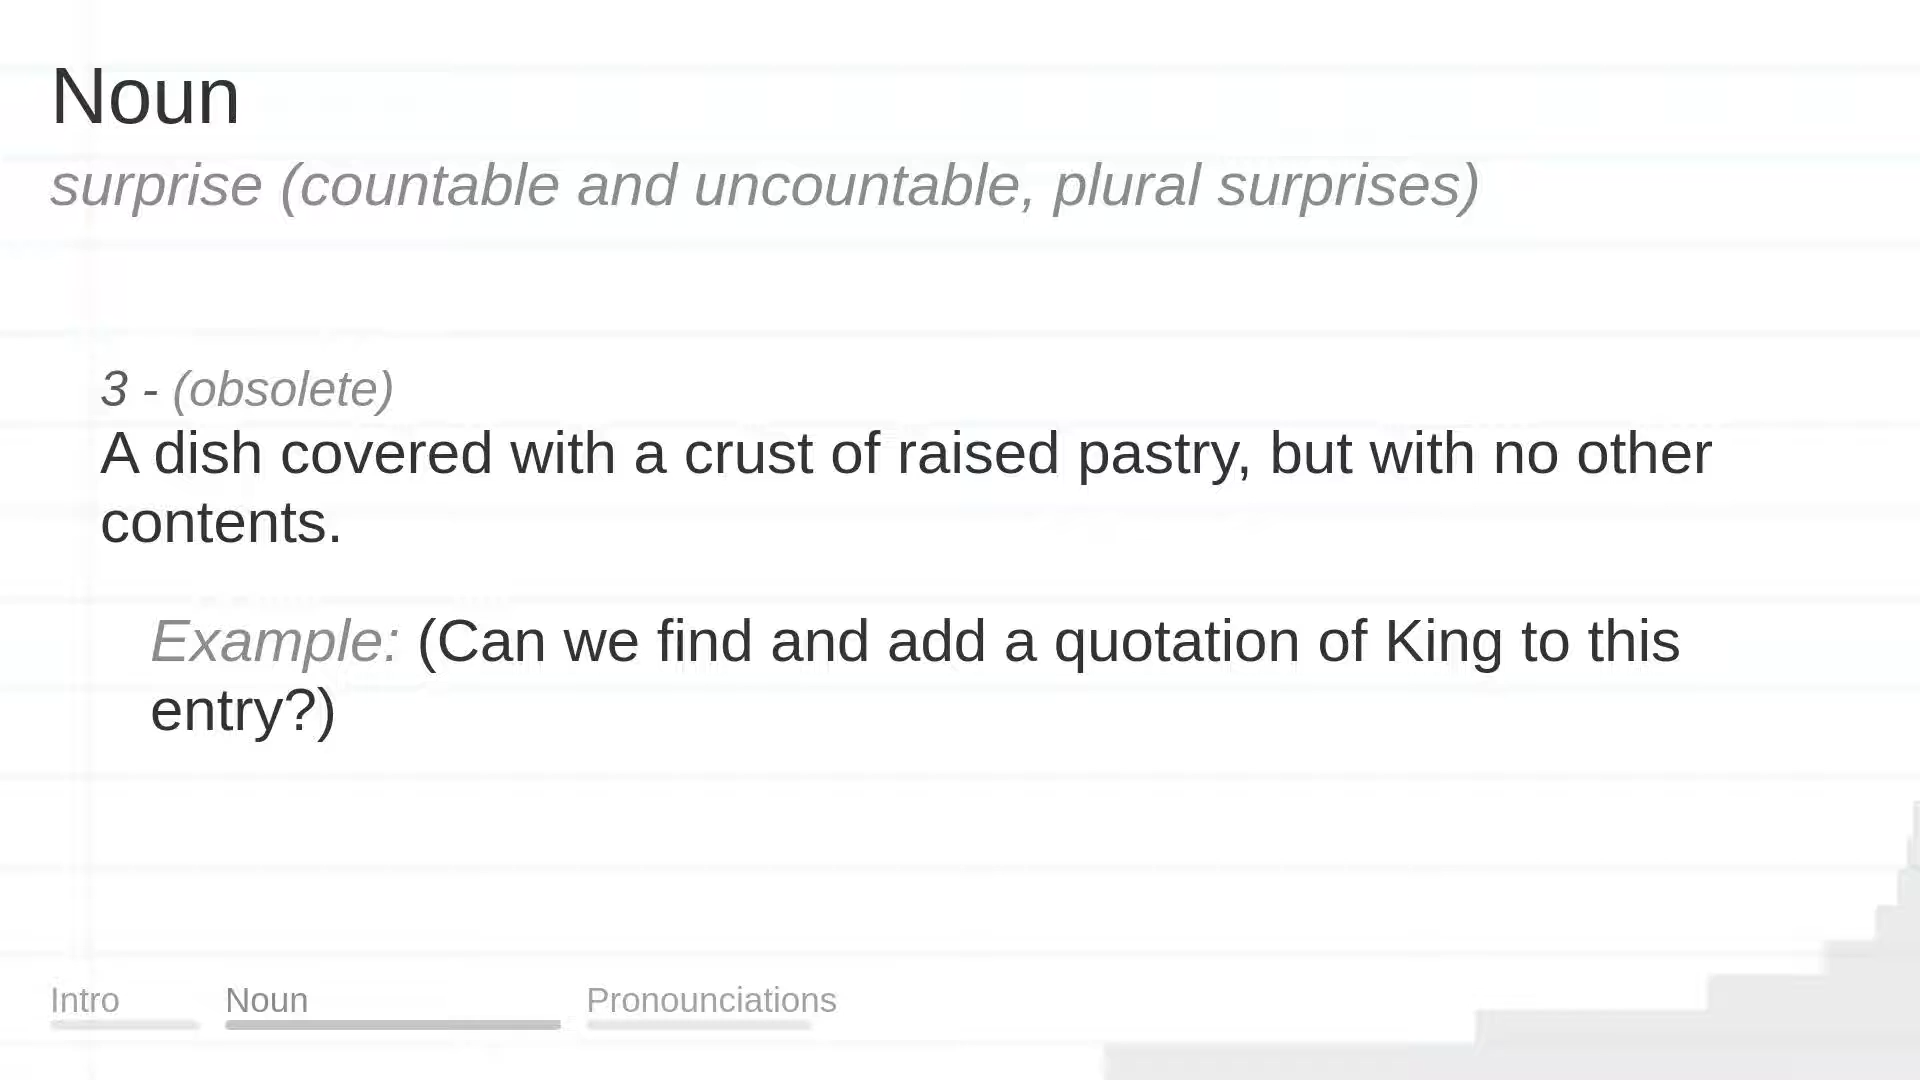 Noun
surprise (countable and uncountable, plural surprises)
3 - (obsolete)
A dish covered with a crust of raised pastry, but with no other
contents.
Example: (Can we find and add a quotation of King to this
entry?)
Intro
Noun
Pronounciations